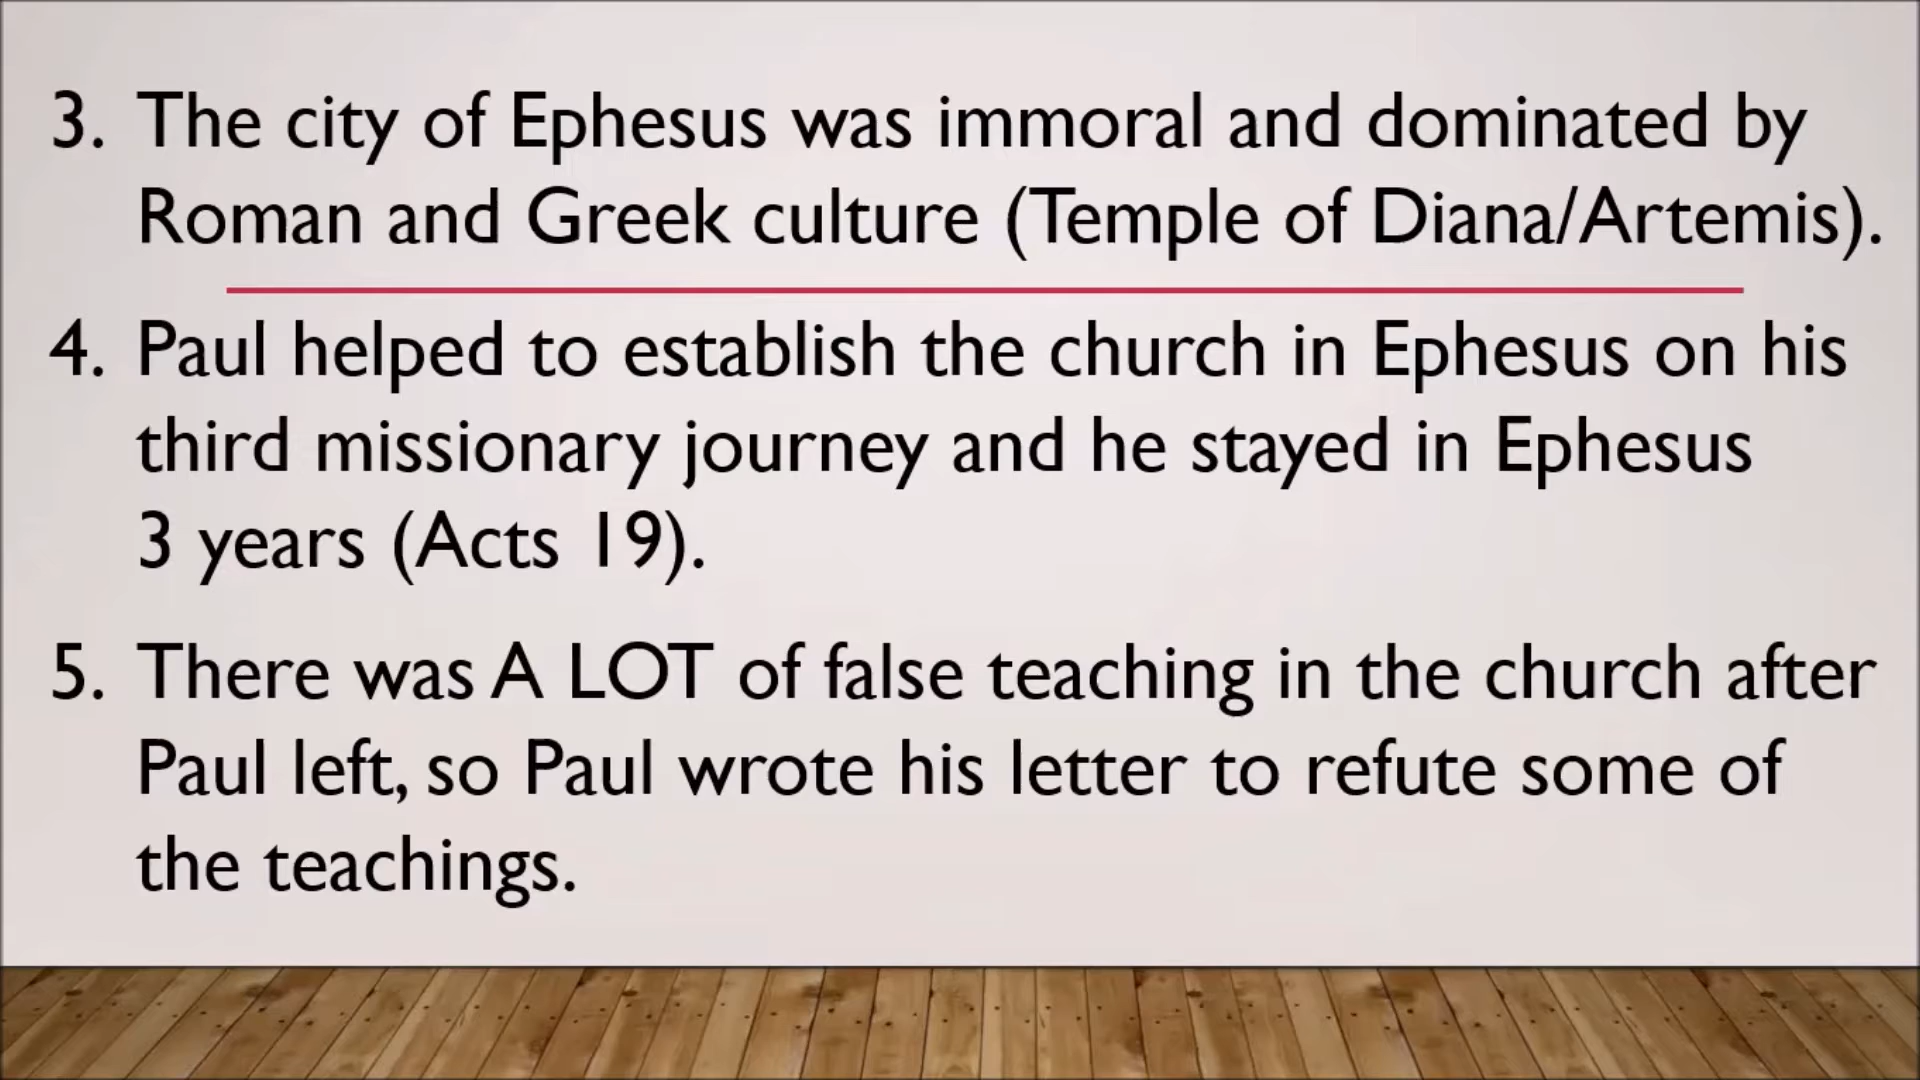 3. The city of Ephesus was immoral and dominated by
Roman and Greek culture (Temple of Diana/Artemis).
4. Paul helped to establish the church in Ephesus on his
third missionary journey and he stayed in Ephesus
3 years (Acts 19).
5. There was A LOT of false teaching in the church after
Paul left, so Paul wrote his letter to refute some of
the teachings.